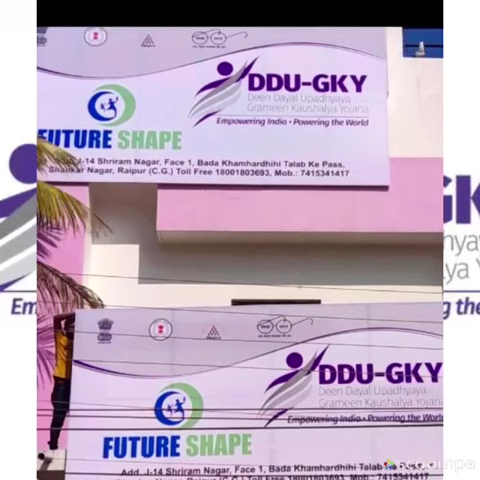 DDU-GKY
Deen Dayal Upadhyaya
Grameen Kaushalya Yojana
Empowering India • Powering the World
FUTURE SHAPE
J-14 Shriram Nagar, Face 1, Bada Khamhardhihi Talab Ke Pass,
Shankar Nagar, Raipur (C.G.) Toll Free 18001803693, Mob.: 7415341417
DDU-GKY
Deen Dayal Upadhyaya
Grameen Kaushalya Yojana
Empowering India • Powering the World
FUTURE SHAPE
Add. J-14 Shriram Nagar, Face 1, Bada Khamhardhihi Talab